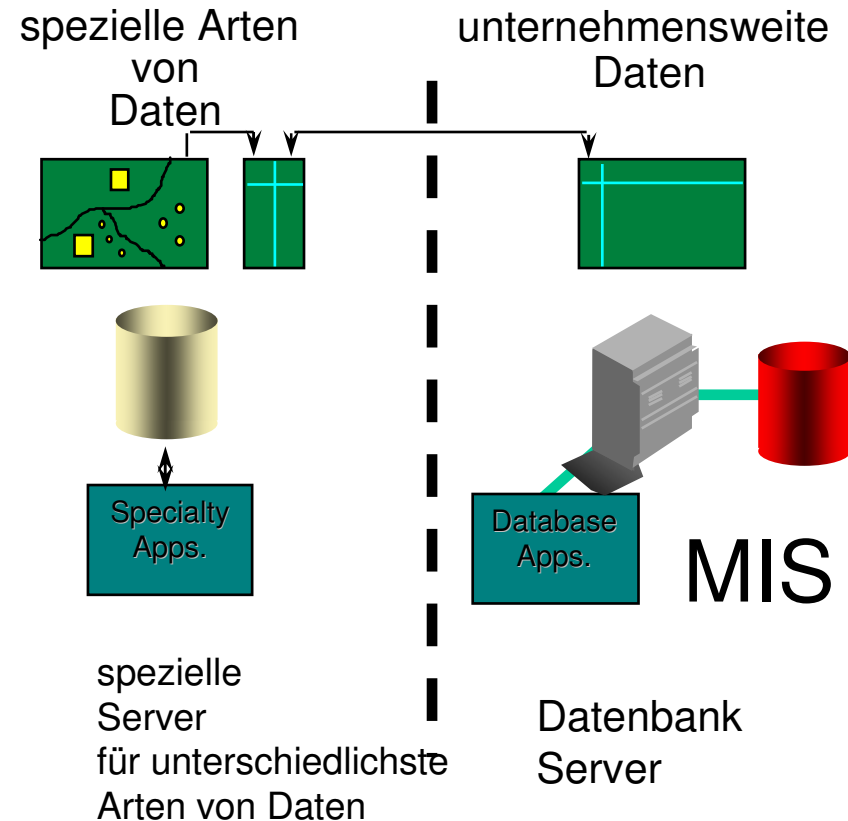 spezielle Arten
von
Daten
unternehmensweite
Daten
Specialty
Apps.
Database
Apps.
MIS
spezielle
Server
für unterschiedlichste
Arten von Daten
Datenbank
Server